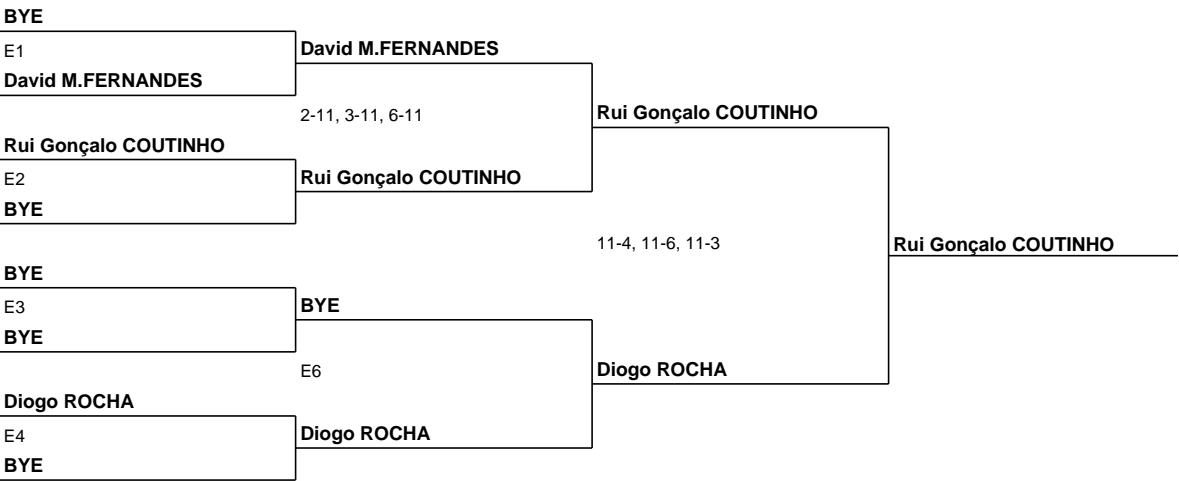 BYE
E1
David M.FERNANDES
David M.FERNANDES
2-11, 3-11, 6-11
Rui Gonçalo COUTINHO
Rui Gonçalo COUTINHO
E2
Rui Gonçalo COUTINHO
BYE
11-4, 11-6, 11-3
Rui Gonçalo COUTINHO
BYE
E3
BYE
BYE
E6
Diogo ROCHA
Diogo ROCHA
E4
Diogo ROCHA
BYE